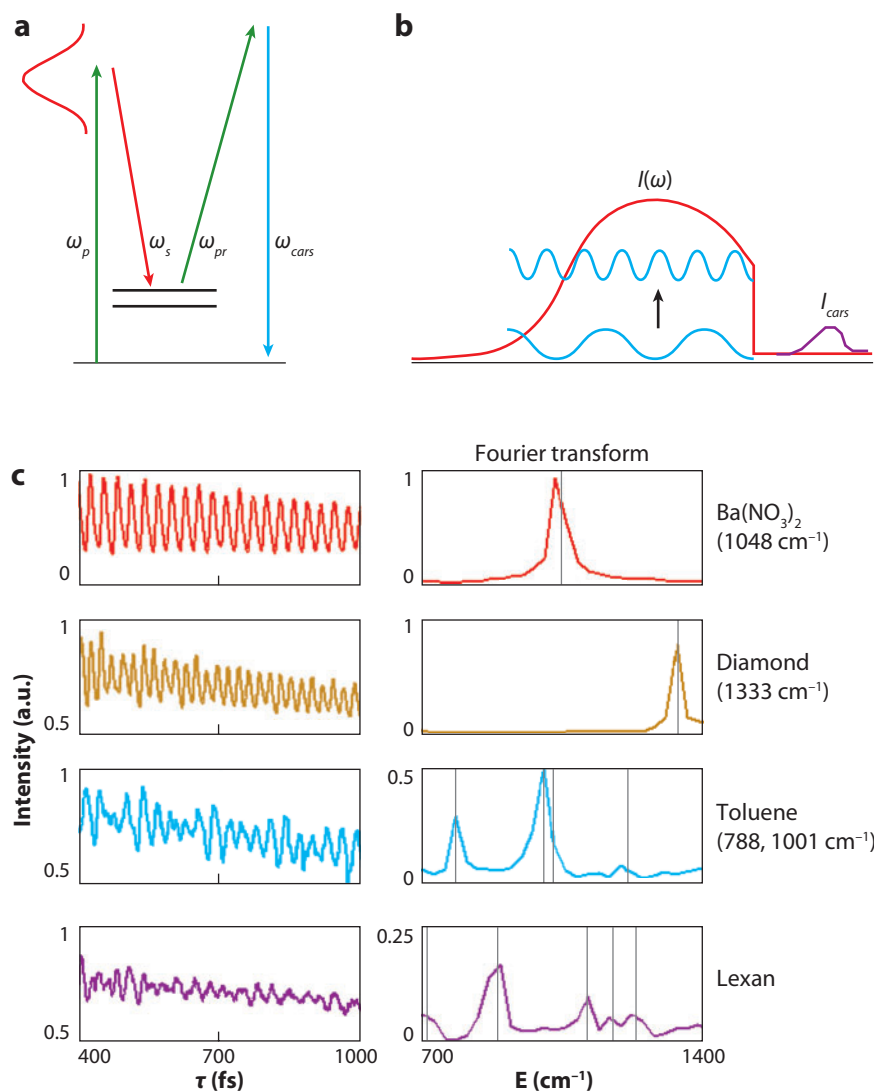 a
b
ω_p
ω_s
ω_pr
ω_cars
I(ω)
I_cars
c
Fourier transform
1
0
1
0
Ba(NO₃)₂
(1048 cm⁻¹)
1
0.5
1
0
Diamond
(1333 cm⁻¹)
Intensity (a.u.)
1
0.5
0.5
0
Toluene
(788, 1001 cm⁻¹)
1
0.5
0.25
0
Lexan
400
700
1000
700
1400
τ (fs)
E (cm⁻¹)